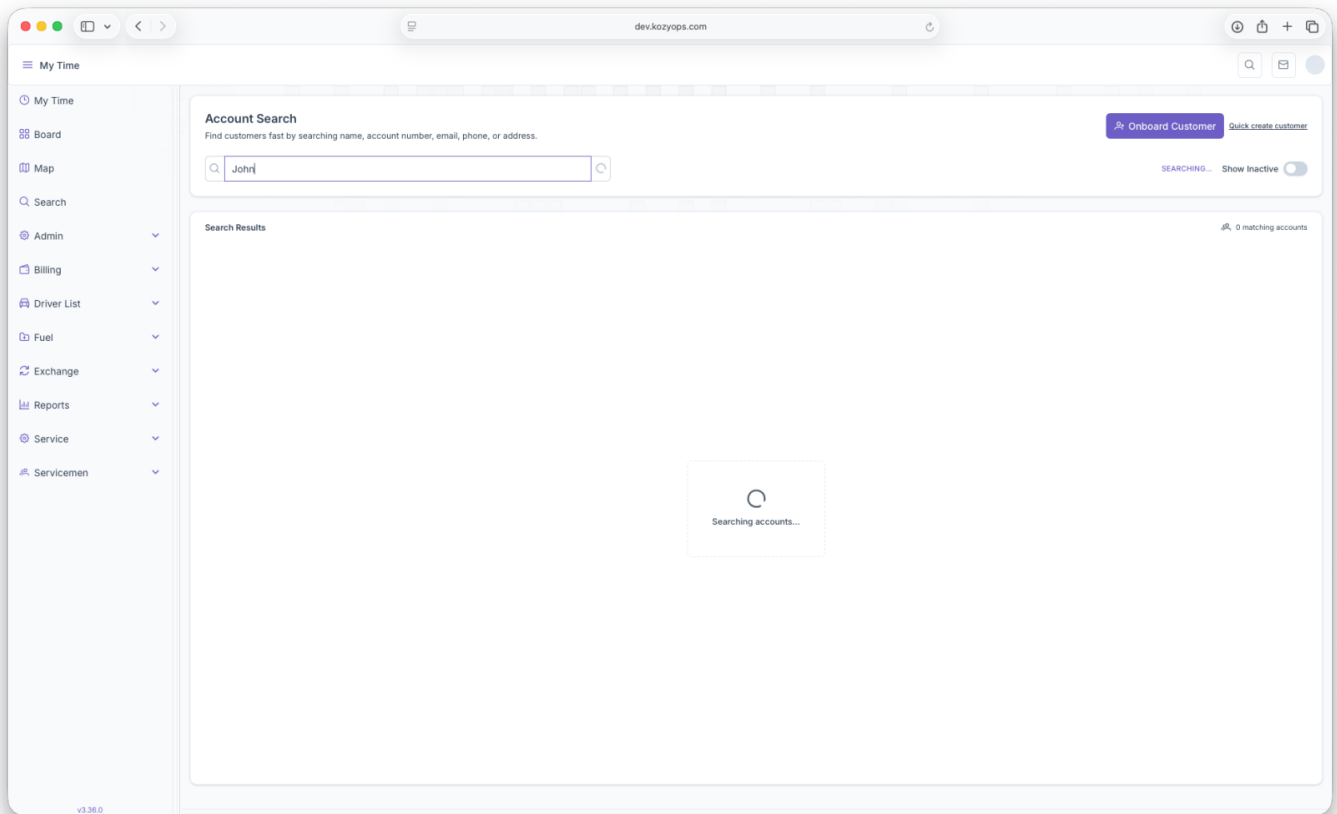 dev.kozyops.com
My Time
My Time
Board
Map
Search
Admin
Billing
Driver List
Fuel
Exchange
Reports
Service
Servicemen
v3.36.0
Account Search
Find customers fast by searching name, account number, email, phone, or address.
Onboard Customer
Quick create customer
John
SEARCHING...
Show Inactive
Search Results
0 matching accounts
Searching accounts...